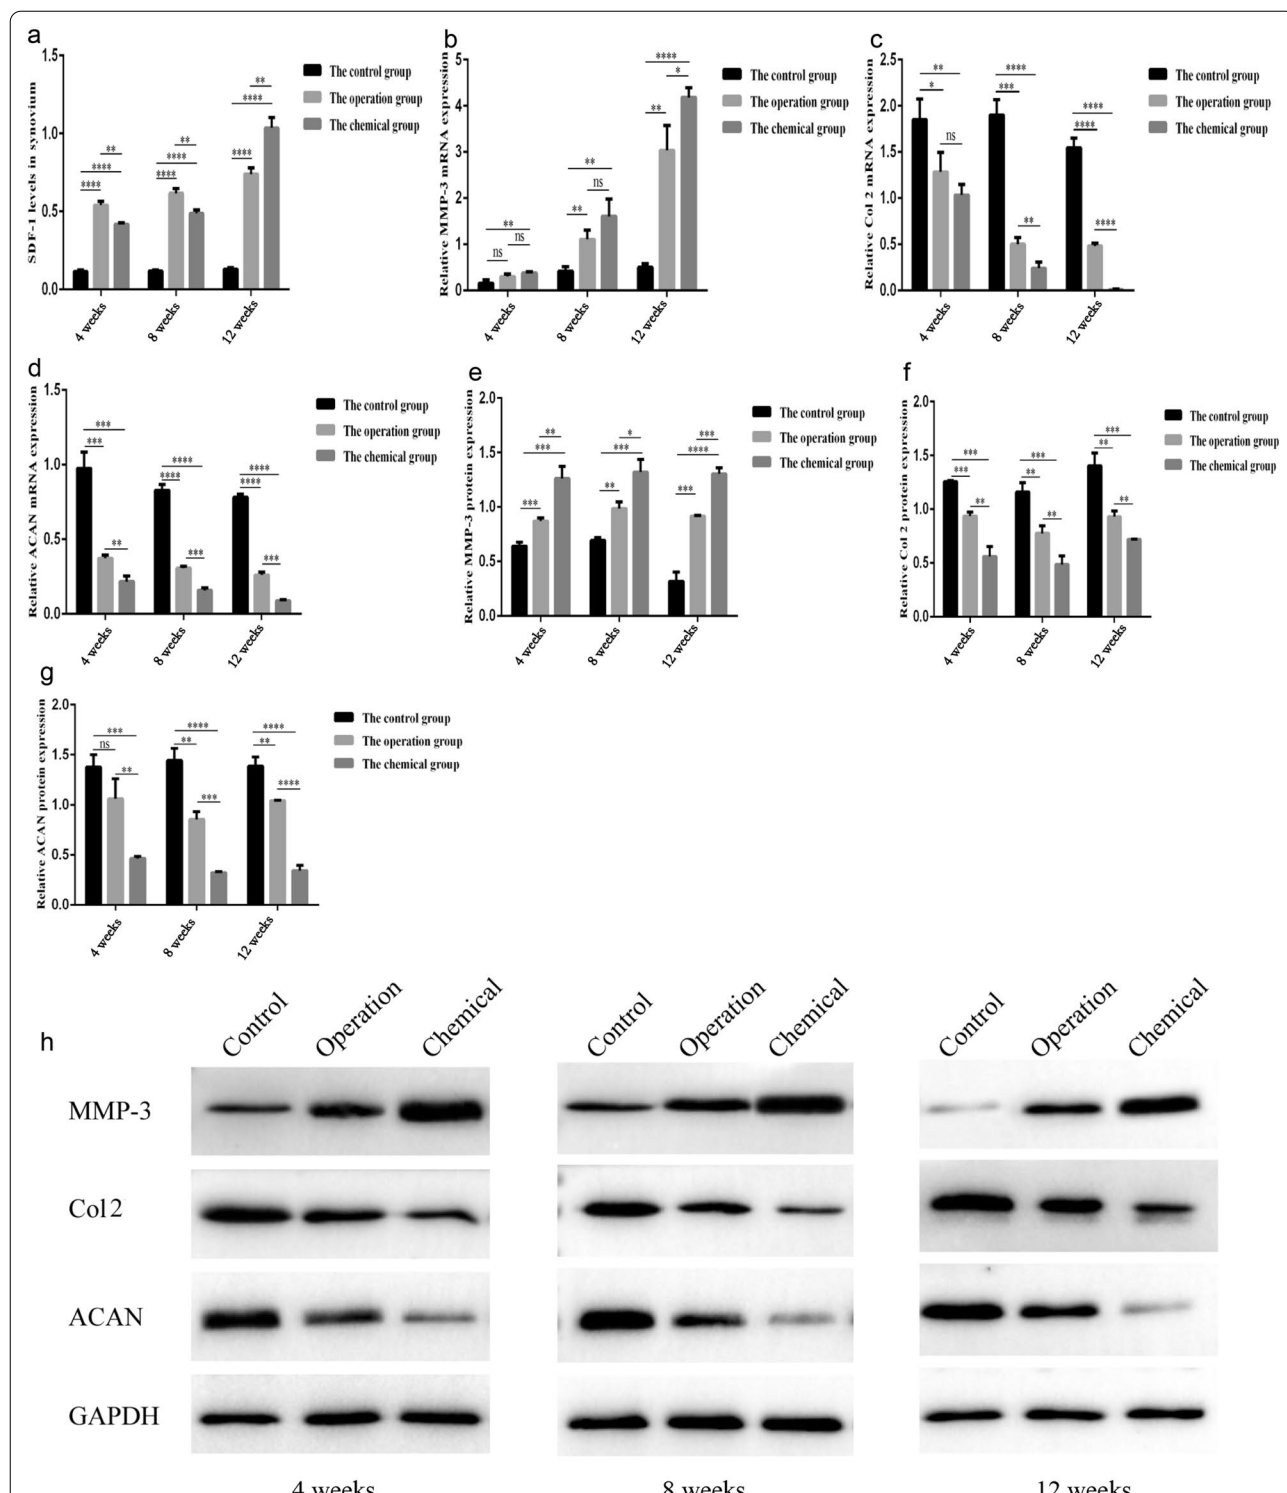 a
SDF-1 levels in synovium
1.5
1.0
0.5
0.0
**
****
****
**
****
****
**
****
****
4 weeks
8 weeks
12 weeks
The control group
The operation group
The chemical group
b
Relative MMP-3 mRNA expression
5
4
3
2
1
0
**
ns
ns
**
ns
**
****
*
**
4 weeks
8 weeks
12 weeks
The control group
The operation group
The chemical group
c
Relative Col 2 mRNA expression
2.5
2.0
1.5
1.0
0.5
0.0
**
*
ns
****
***
**
****
****
****
4 weeks
8 weeks
12 weeks
The control group
The operation group
The chemical group
d
Relative ACAN mRNA expression
1.5
1.0
0.5
0.0
***
***
**
****
****
***
****
****
***
4 weeks
8 weeks
12 weeks
The control group
The operation group
The chemical group
e
Relative MMP-3 protein expression
2.0
1.5
1.0
0.5
0.0
**
***
***
*
***
**
***
****
***
4 weeks
8 weeks
12 weeks
The control group
The operation group
The chemical group
f
Relative Col 2 protein expression
2.0
1.5
1.0
0.5
0.0
***
***
**
***
**
**
***
**
**
4 weeks
8 weeks
12 weeks
The control group
The operation group
The chemical group
g
Relative ACAN protein expression
2.0
1.5
1.0
0.5
0.0
***
ns
**
****
**
***
****
**
****
4 weeks
8 weeks
12 weeks
The control group
The operation group
The chemical group
h
Control Operation Chemical Control Operation Chemical Control Operation Chemical
MMP-3
Col2
ACAN
GAPDH
4 weeks 8 weeks 12 weeks